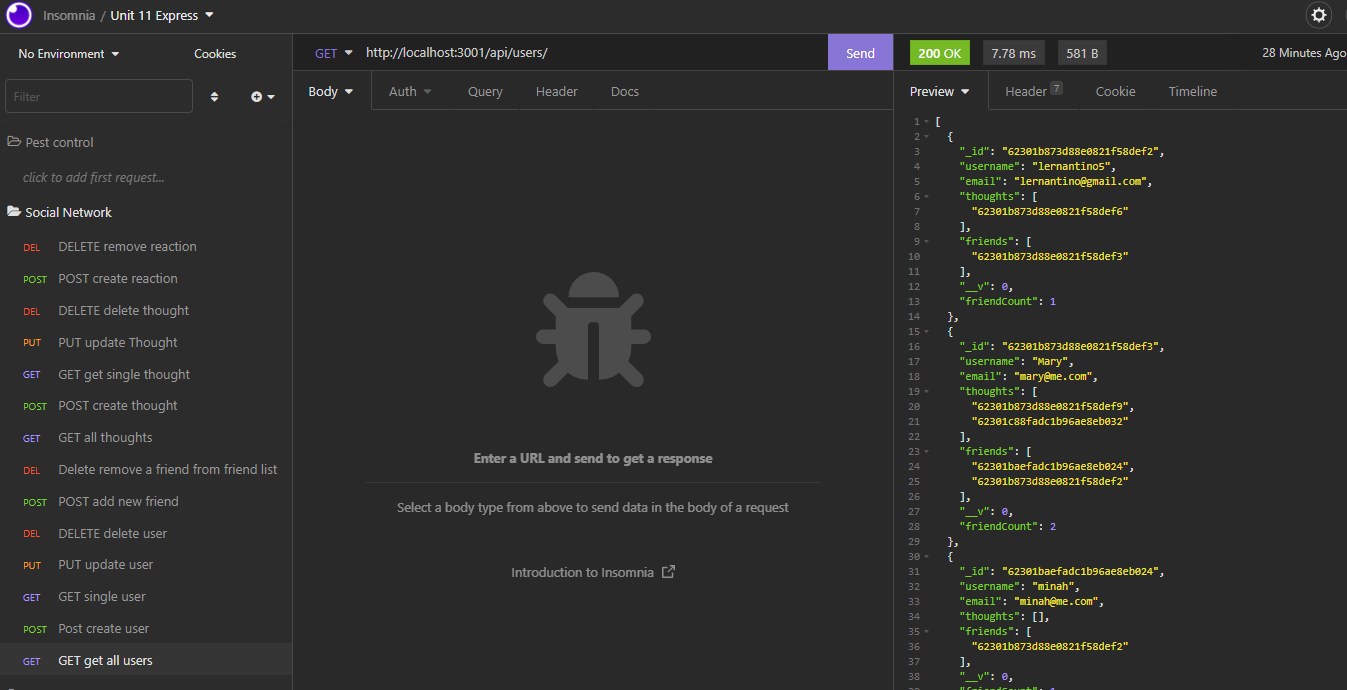 Insomnia / Unit 11 Express
No Environment
Cookies
Filter
Pest control
click to add first request...
Social Network
DEL DELETE remove reaction
POST POST create reaction
DEL DELETE delete thought
PUT PUT update Thought
GET GET get single thought
POST POST create thought
GET GET all thoughts
DEL Delete remove a friend from friend list
POST POST add new friend
DEL DELETE delete user
PUT PUT update user
GET GET single user
POST Post create user
GET GET get all users
GET http://localhost:3001/api/users/ Send
Body Auth Query Header Docs
Enter a URL and send to get a response
Select a body type from above to send data in the body of a request
Introduction to Insomnia
200 OK 7.78 ms 581 B 28 Minutes Ago
Preview Header 7 Cookie Timeline
1 [
2 {
3 "_id": "62301b873d88e0821f58def2",
4 "username": "lernantino5",
5 "email": "lernantino@gmail.com",
6 "thoughts": [
7 "62301b873d88e0821f58def6"
8 ],
9 "friends": [
10 "62301b873d88e0821f58def3"
11 ],
12 "__v": 0,
13 "friendCount": 1
14 },
15 {
16 "_id": "62301b873d88e0821f58def3",
17 "username": "Mary",
18 "email": "mary@me.com",
19 "thoughts": [
20 "62301b873d88e0821f58def9",
21 "62301c88fadc1b96ae8eb032"
22 ],
23 "friends": [
24 "62301baefadc1b96ae8eb024",
25 "62301b873d88e0821f58def2"
26 ],
27 "__v": 0,
28 "friendCount": 2
29 },
30 {
31 "_id": "62301baefadc1b96ae8eb024",
32 "username": "minah",
33 "email": "minah@me.com",
34 "thoughts": [],
35 "friends": [
36 "62301b873d88e0821f58def2"
37 ],
38 "__v": 0,